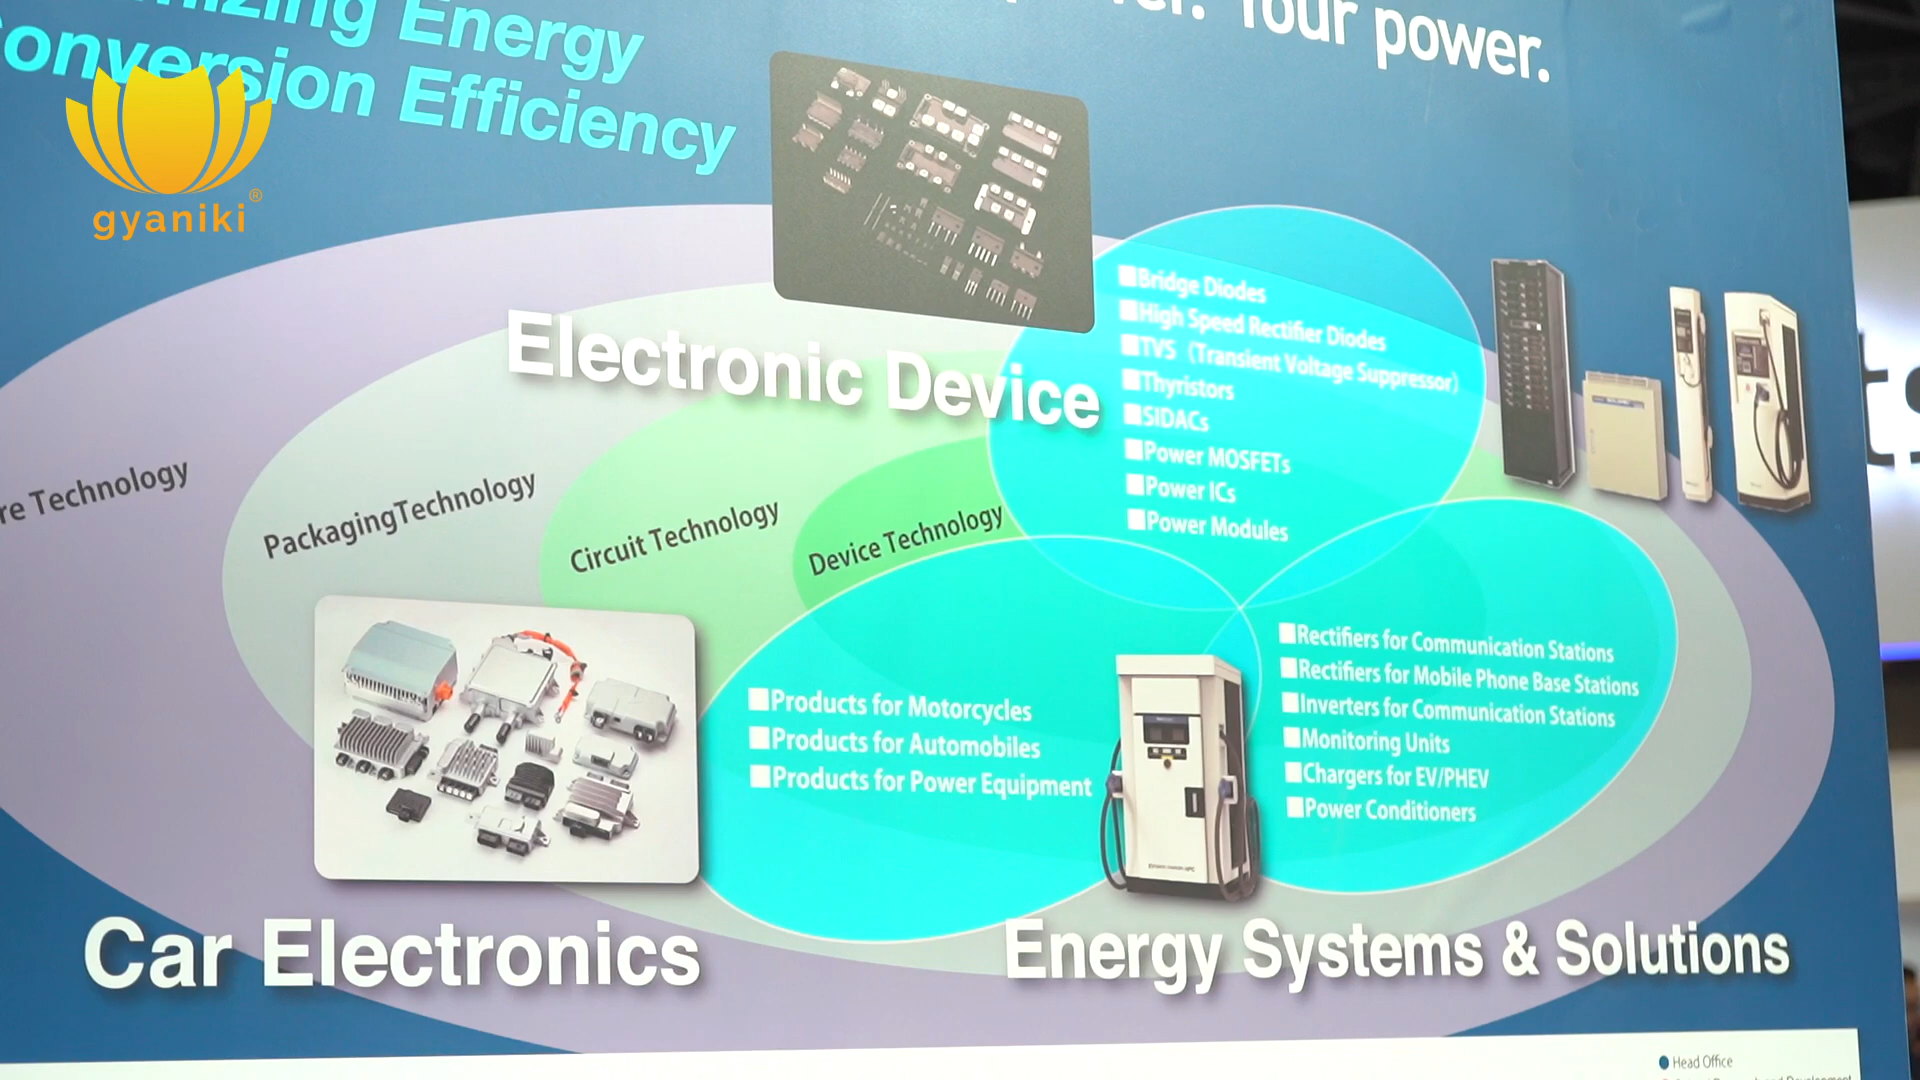 Energy
Conversion Efficiency
Your power.
gyaniki®
Bridge Diodes
High Speed Rectifier Diodes
TVS (Transient Voltage Suppressor)
Thyristors
SIDACs
Power MOSFETs
Power ICs
Power Modules
Electronic Device
Technology
PackagingTechnology
Circuit Technology
Device Technology
Products for Motorcycles
Products for Automobiles
Products for Power Equipment
Rectifiers for Communication Stations
Rectifiers for Mobile Phone Base Stations
Inverters for Communication Stations
Monitoring Units
Chargers for EV/PHEV
Power Conditioners
Car Electronics
Energy Systems & Solutions
Head Office